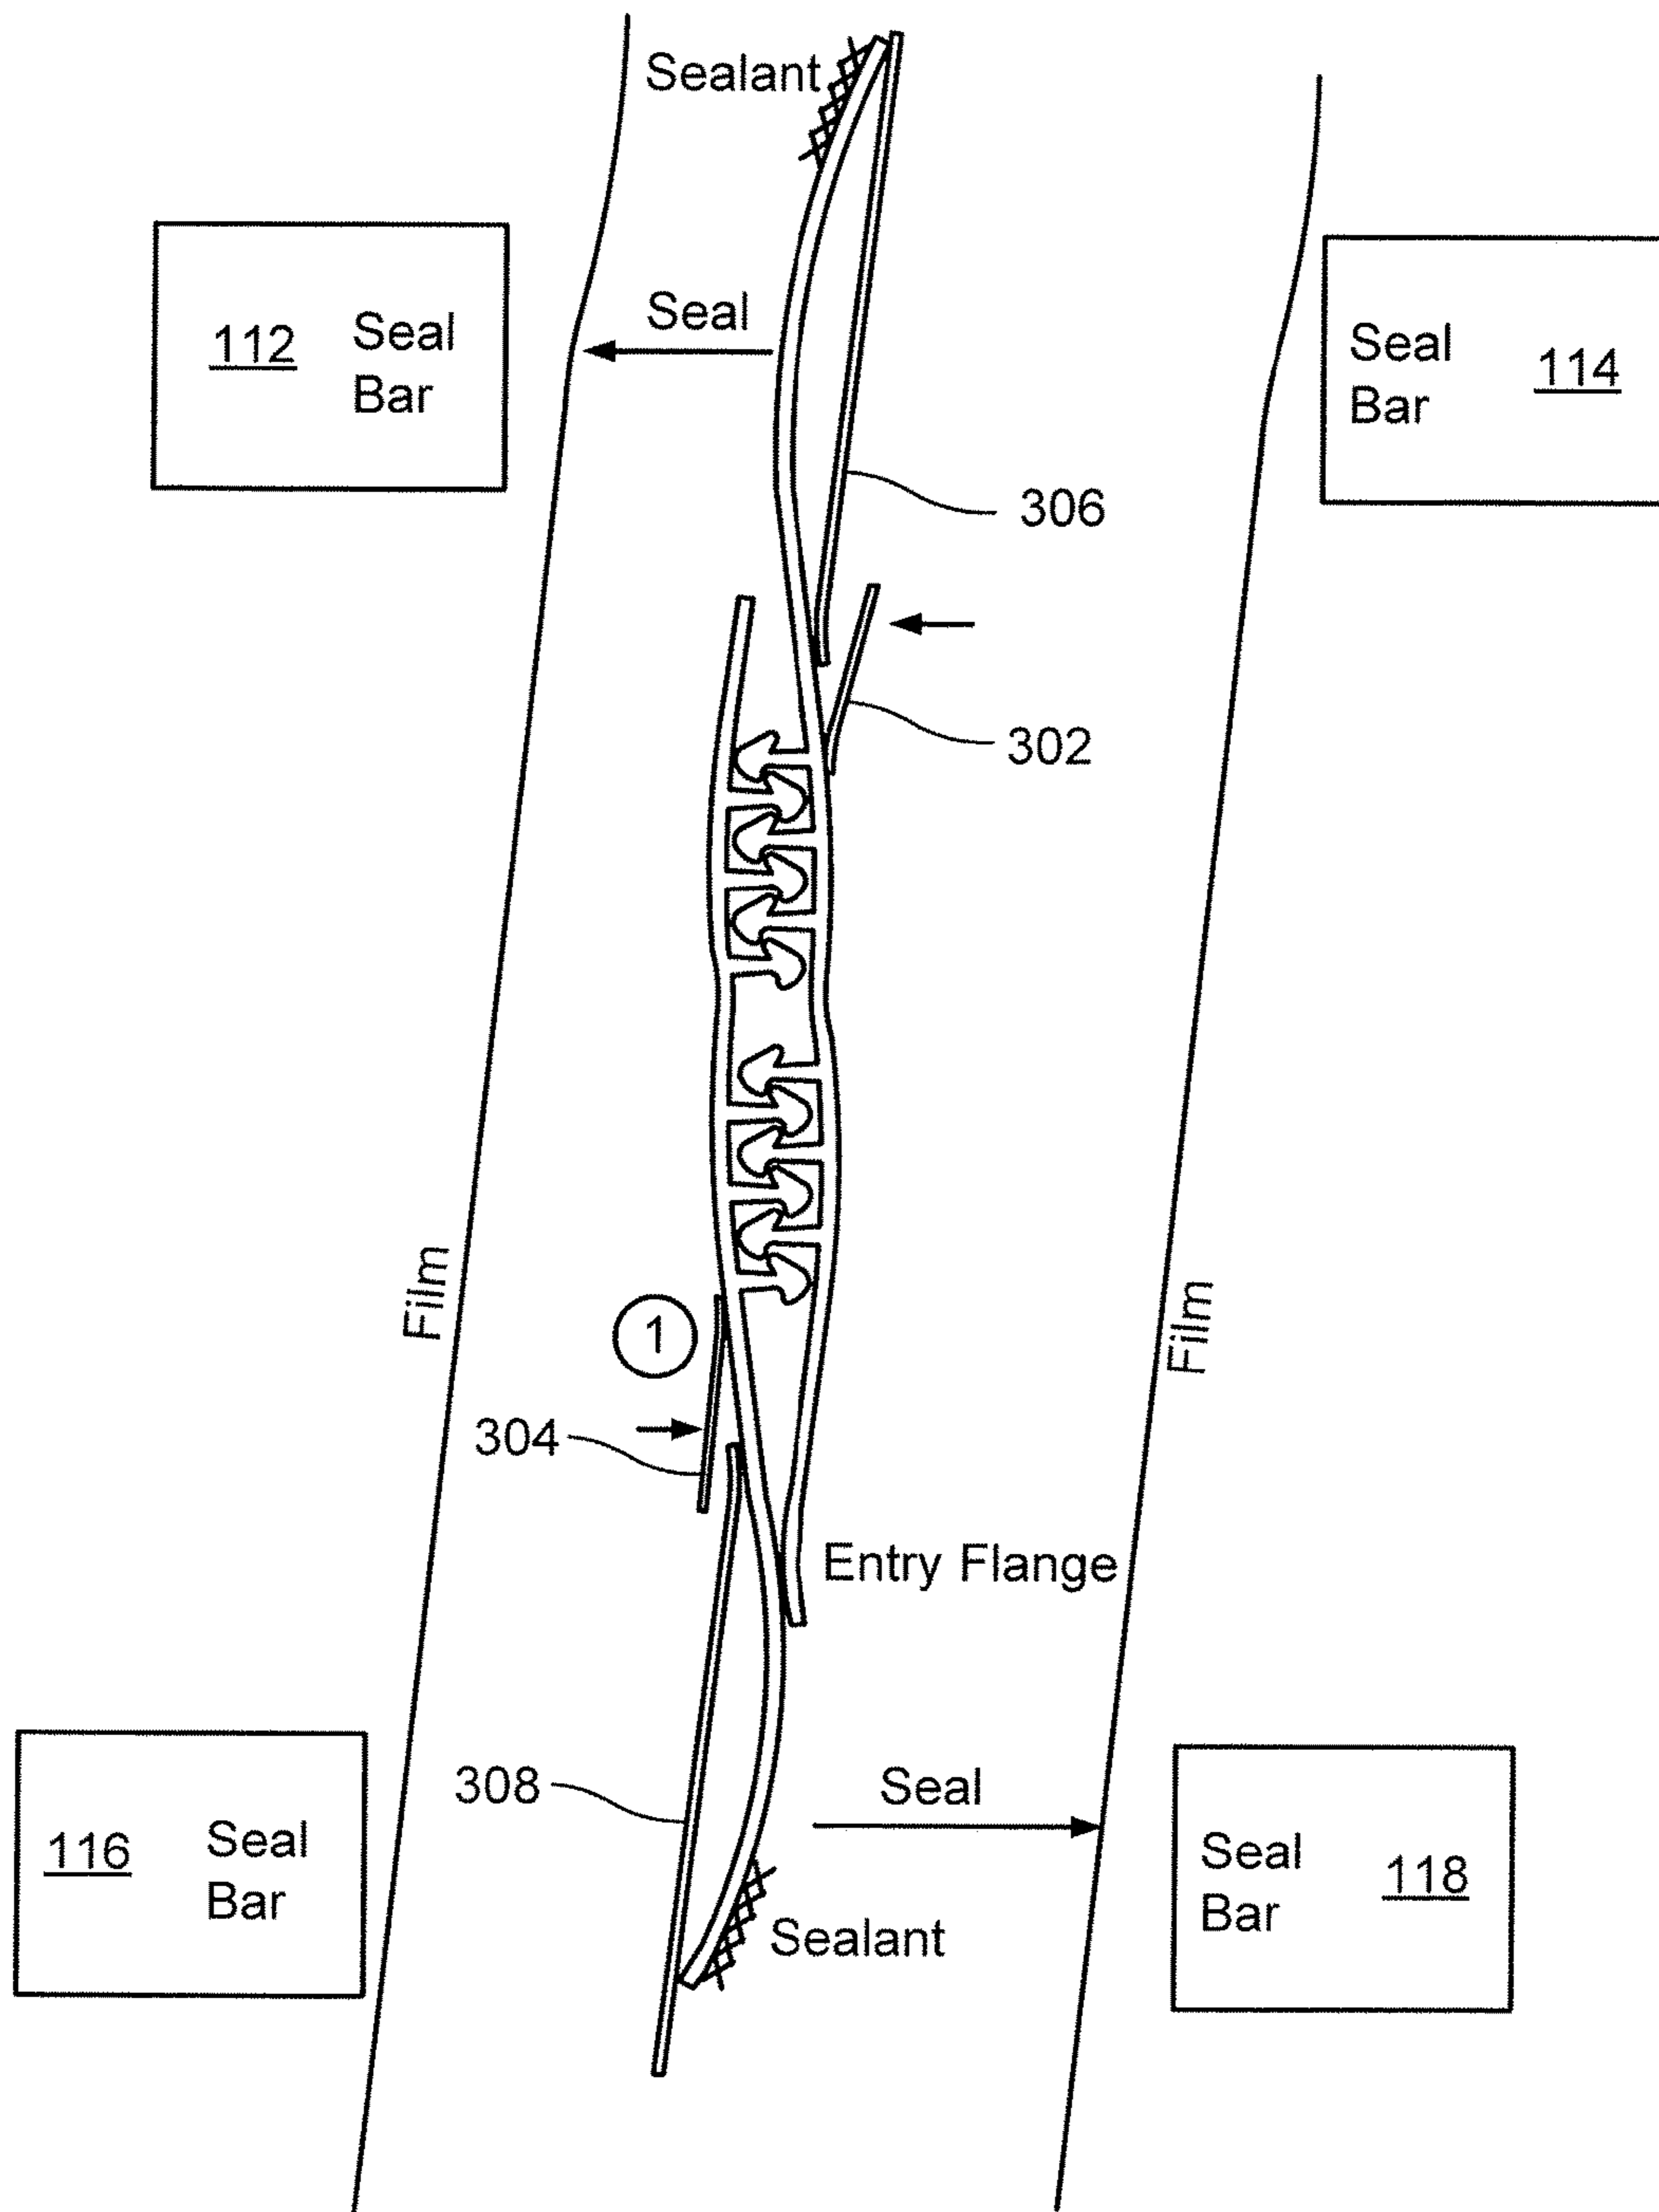 Sealant
112 Seal
Bar
Seal
Seal
Bar 114
306
302
Film
Film
1
304
Entry Flange
308
Seal
116 Seal
Bar
Seal
Bar 118
Sealant